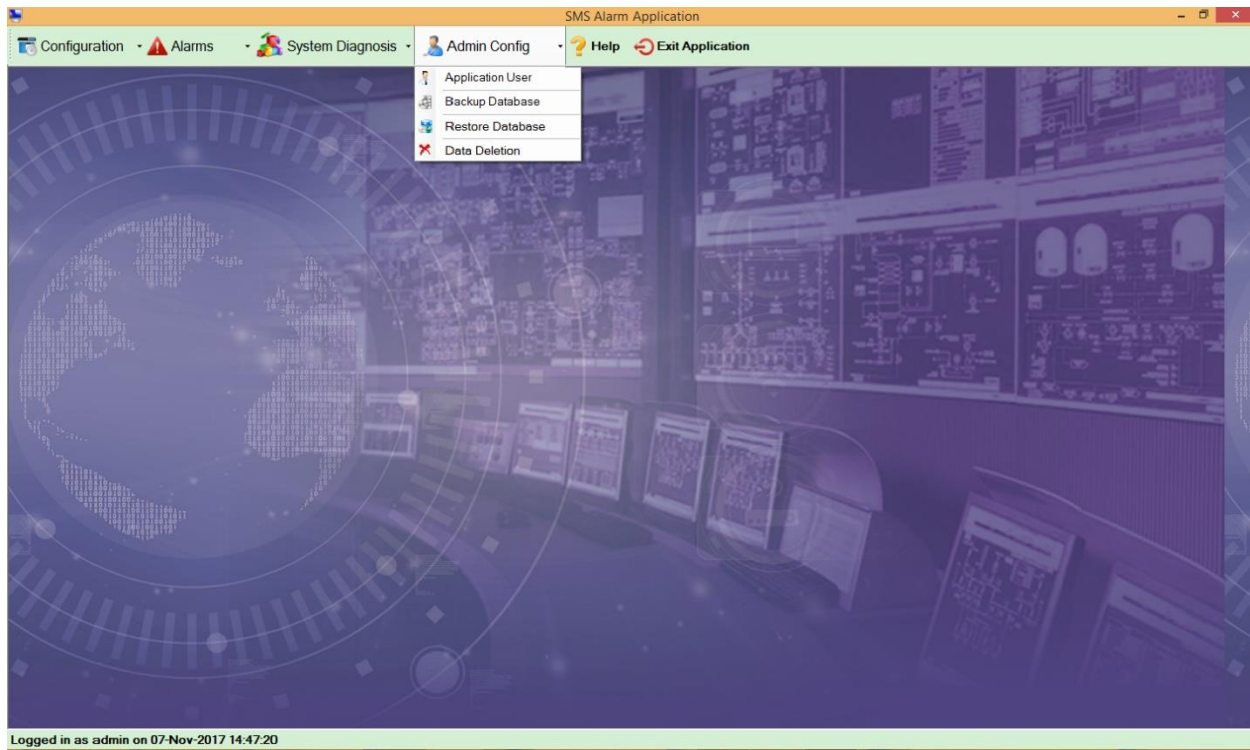 SMS Alarm Application
Configuration Alarms System Diagnosis Admin Config Help Exit Application
Application User
Backup Database
Restore Database
Data Deletion
Logged in as admin on 07-Nov-2017 14:47:20